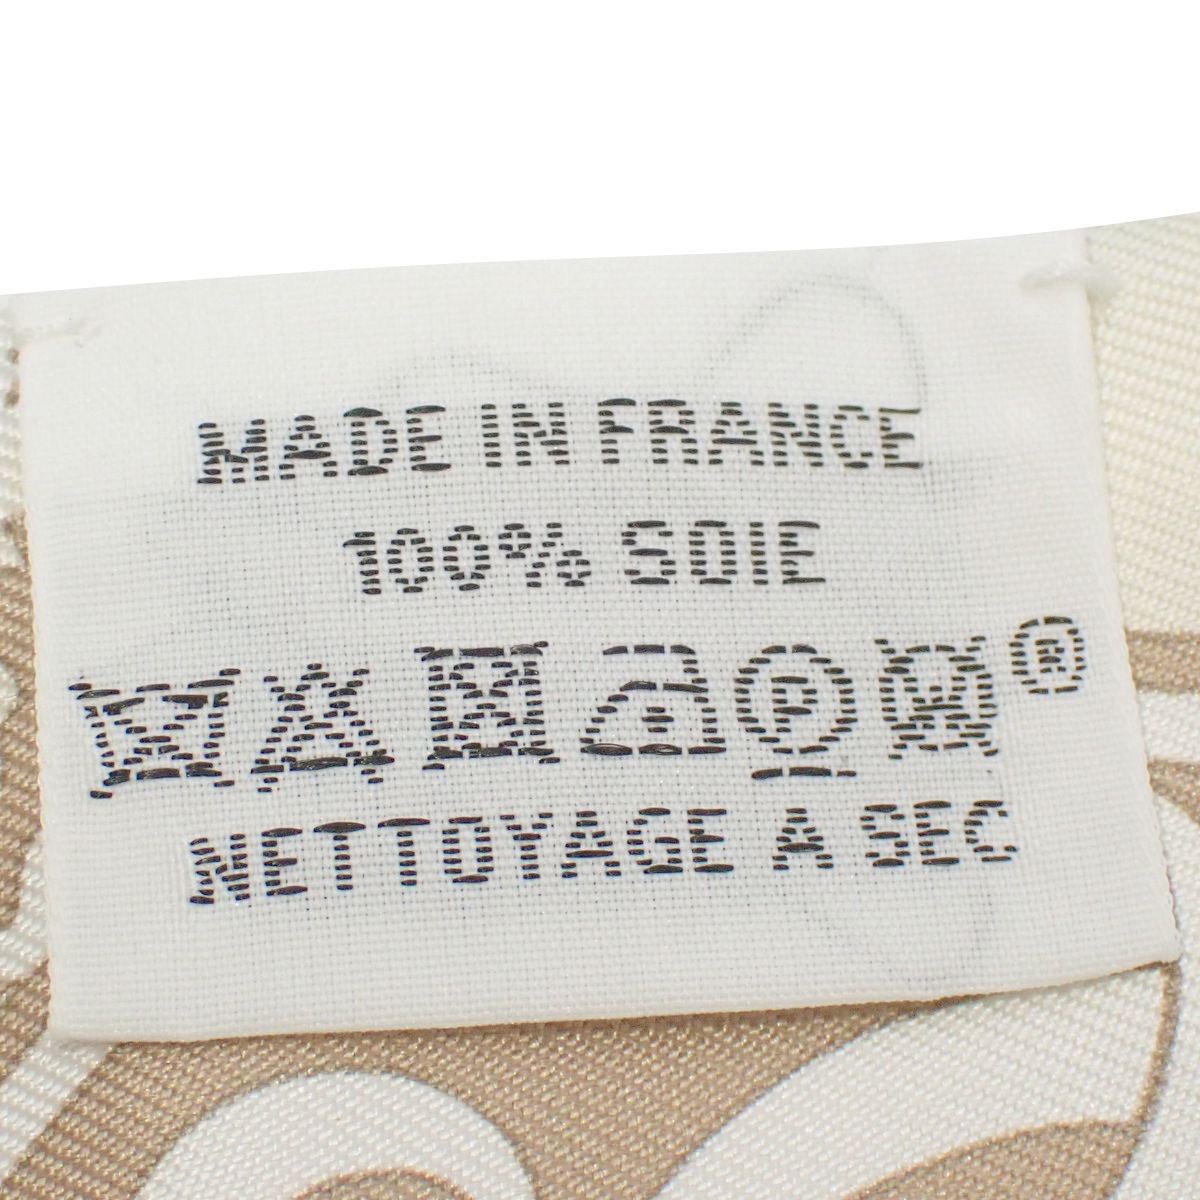 MADE IN FRANCE
100% SOIE
P W ®
NETTOYAGE A SEC